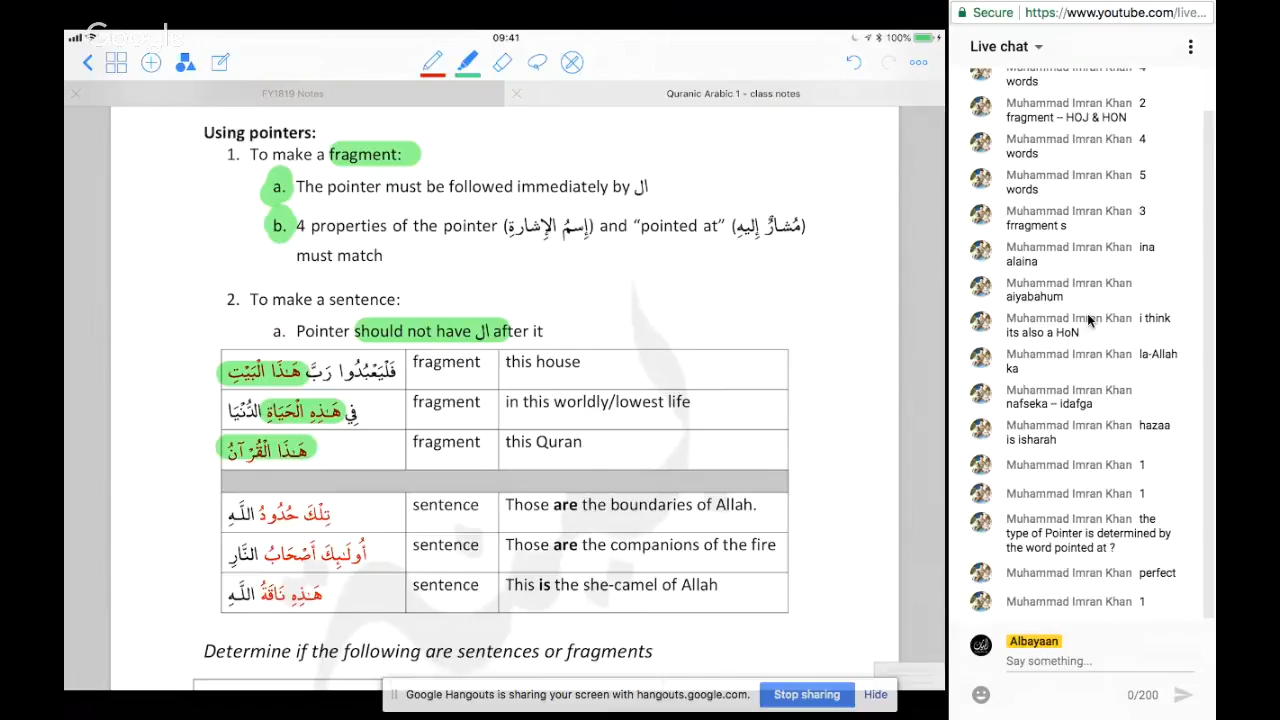 Google
09:41
100%
FY1819 Notes
Quranic Arabic 1 - class notes
Using pointers:
1. To make a fragment:
a. The pointer must be followed immediately by ال
b. 4 properties of the pointer (إِسمُ الإِشارةِ) and “pointed at” (مُشارٌ إِليهِ)
must match
2. To make a sentence:
a. Pointer should not have ال after it
فَلْيَعْبُدُوا رَبَّ هَـٰذَا الْبَيْتِ fragment this house
فِي هَـٰذِهِ الْحَيَاةِ الدُّنْيَا fragment in this worldly/lowest life
هَـٰذَا الْقُرْآنُ fragment this Quran
تِلْكَ حُدُودُ اللَّـهِ sentence Those are the boundaries of Allah.
أُولَـٰئِكَ أَصْحَابُ النَّارِ sentence Those are the companions of the fire
هَـٰذِهِ نَاقَةُ اللَّـهِ sentence This is the she-camel of Allah
Determine if the following are sentences or fragments
Google Hangouts is sharing your screen with hangouts.google.com. Stop sharing Hide
Secure https://www.youtube.com/live...
Live chat
Muhammad Imran Khan 4
words
Muhammad Imran Khan 2
fragment – HOJ & HON
Muhammad Imran Khan 4
words
Muhammad Imran Khan 5
words
Muhammad Imran Khan 3
frragment s
Muhammad Imran Khan ina
alaina
Muhammad Imran Khan
aiyabahum
Muhammad Imran Khan i think
its also a HoN
Muhammad Imran Khan la-Allah
ka
Muhammad Imran Khan
nafseka – idafga
Muhammad Imran Khan hazaa
is isharah
Muhammad Imran Khan 1
Muhammad Imran Khan 1
Muhammad Imran Khan the
type of Pointer is determined by
the word pointed at ?
Muhammad Imran Khan perfect
Muhammad Imran Khan 1
Albayaan
Say something...
0/200